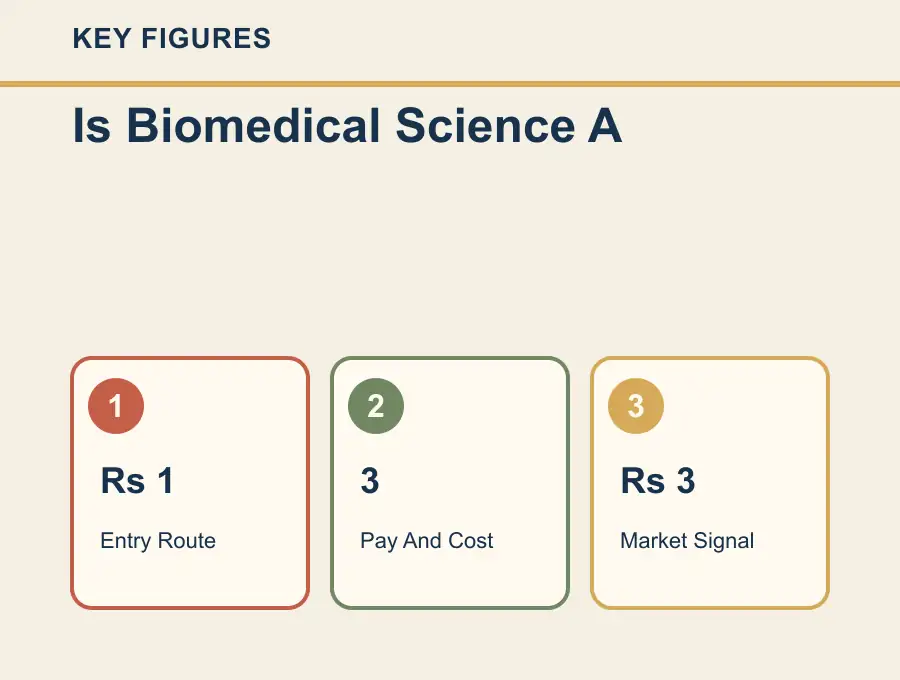 KEY FIGURES
Is Biomedical Science A
1
2
3
Rs 1
3
Rs 3
Entry Route
Pay And Cost
Market Signal